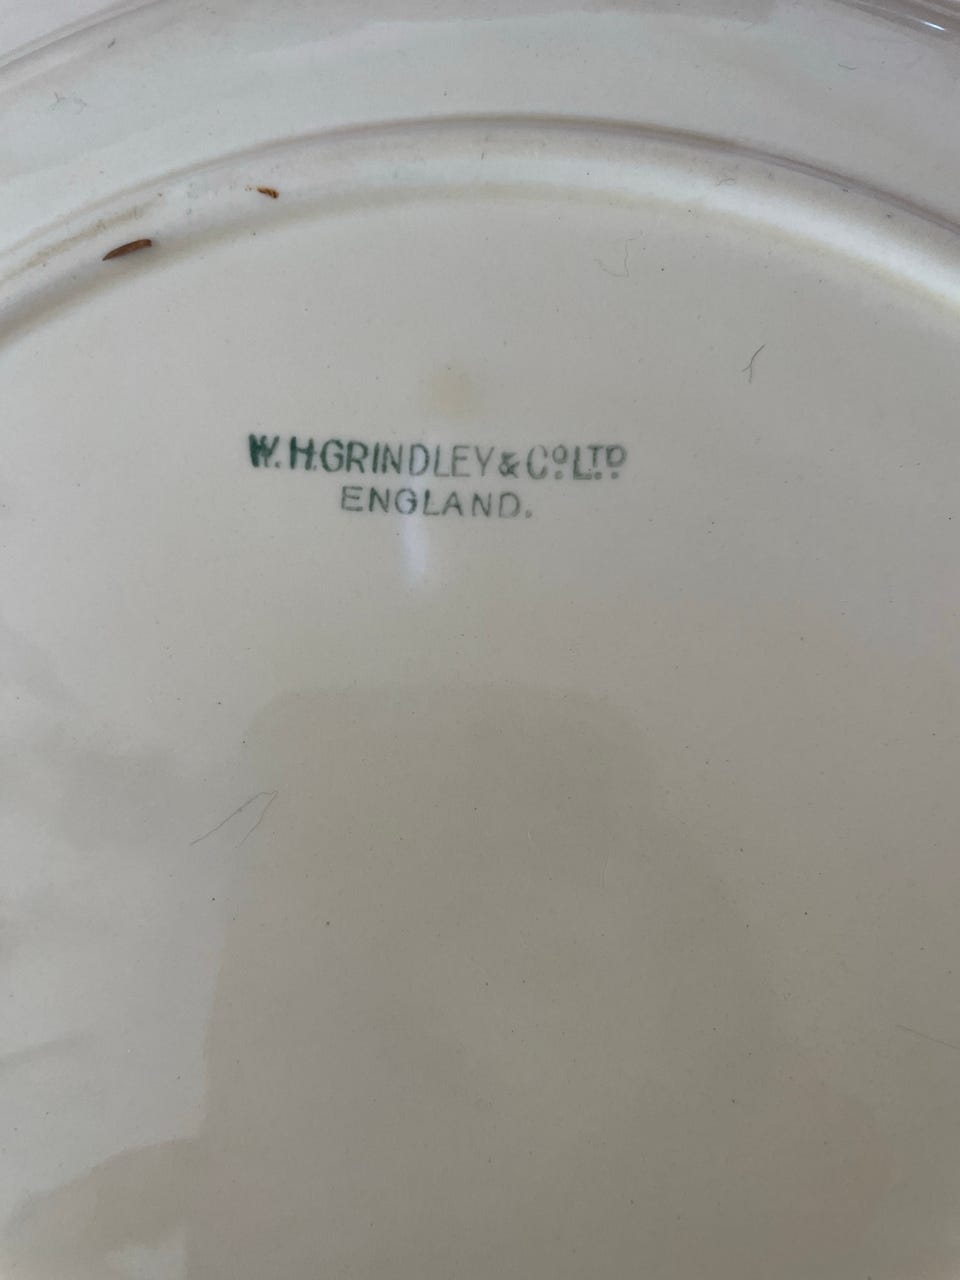 W.H.GRINDLEY & Cº LTD
ENGLAND.